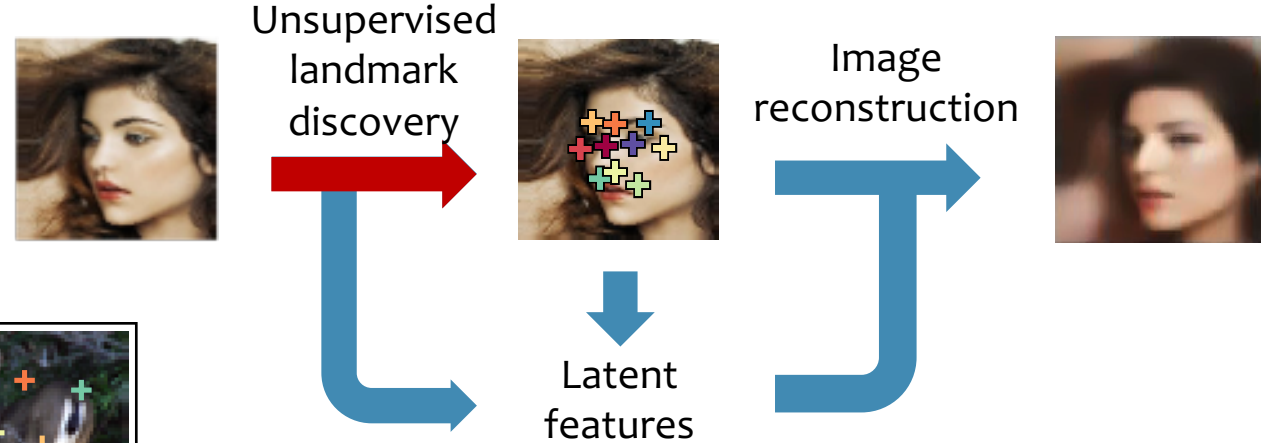 Unsupervised
landmark
discovery
Image
reconstruction
Latent
features